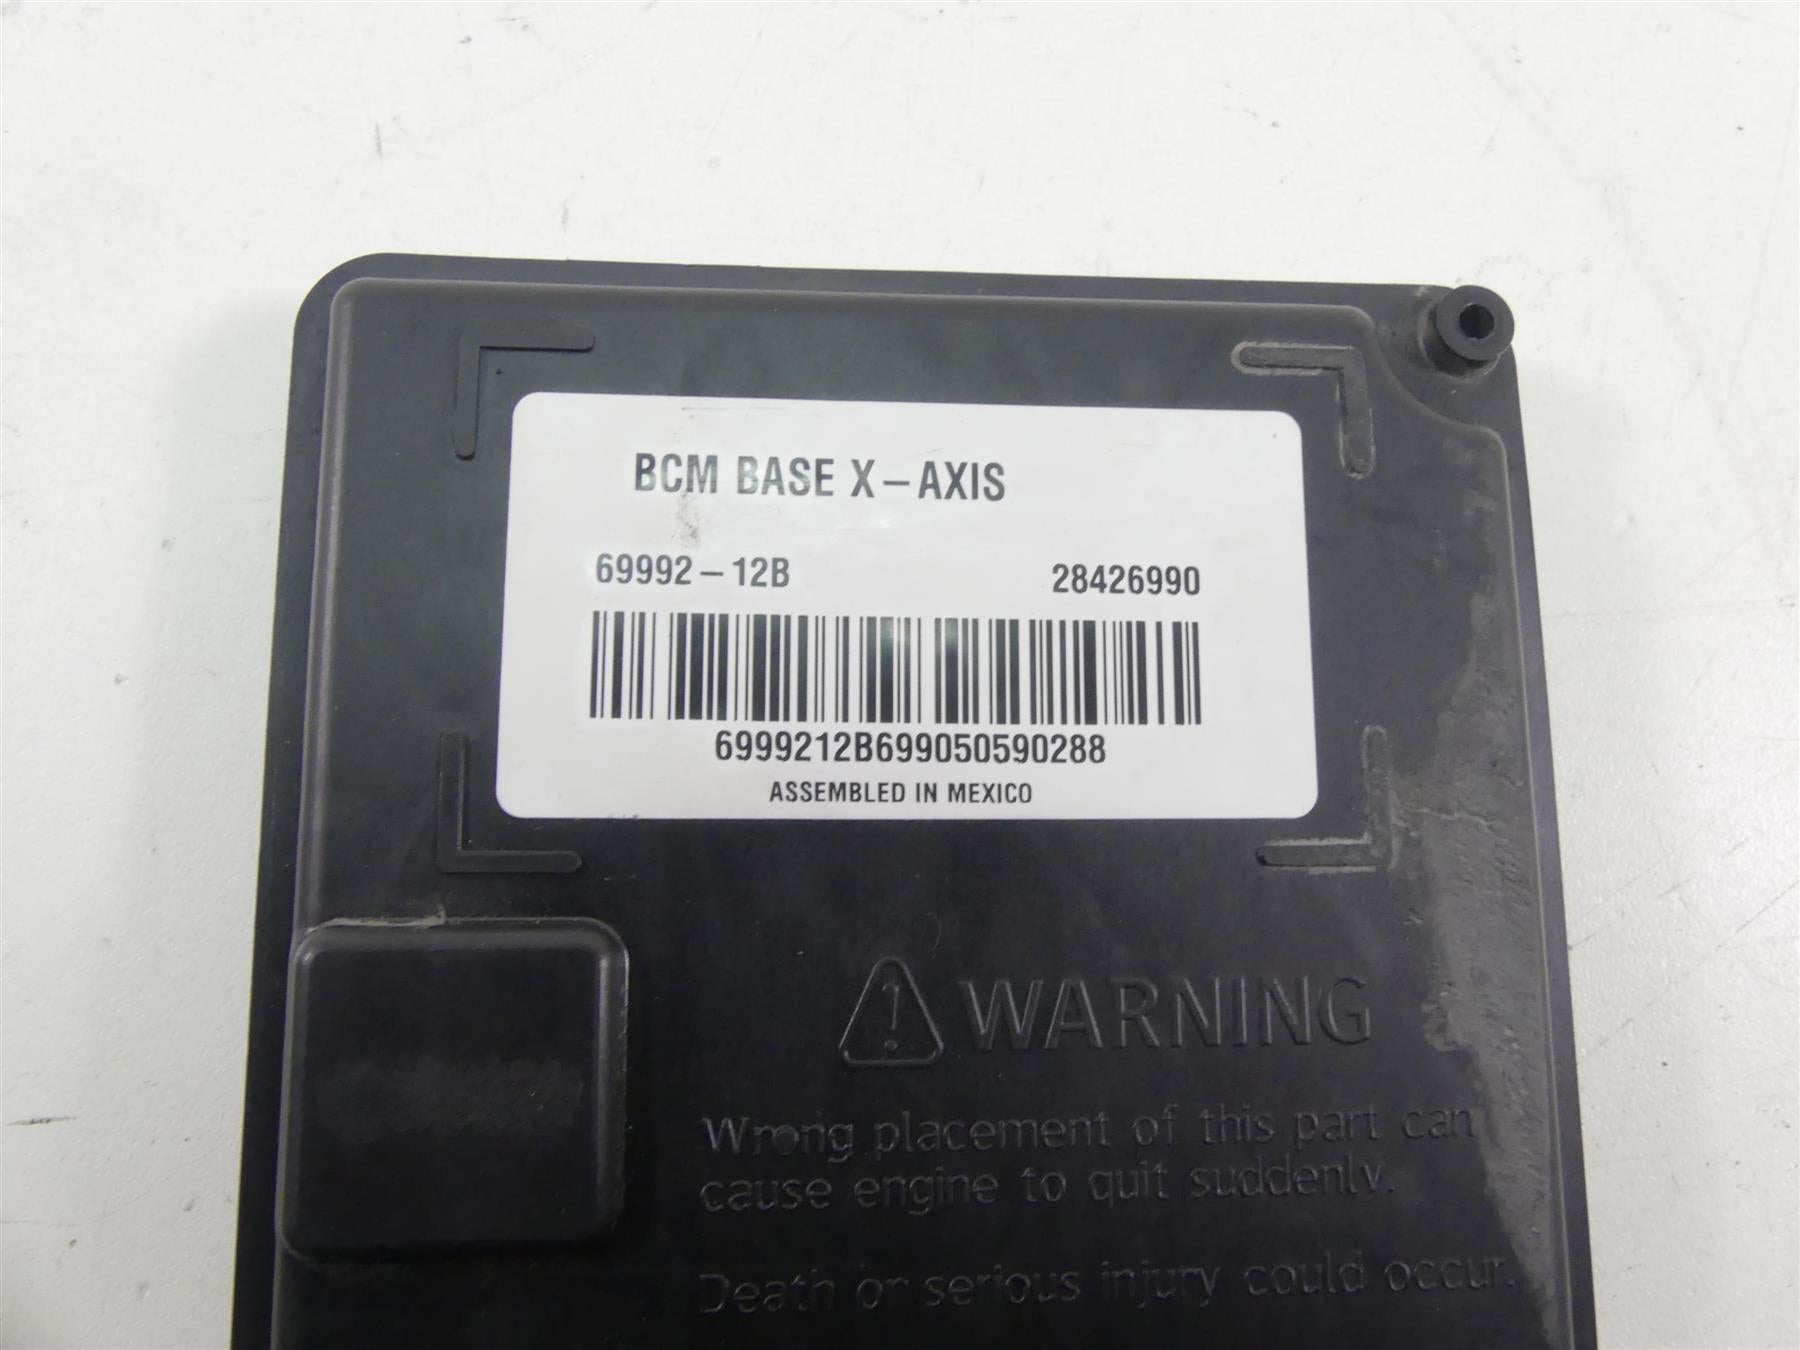 BCM BASE X-AXIS
69992-12B 28426990
6999212B699050590288
ASSEMBLED IN MEXICO
WARNING
Wrong placement of this part can
cause engine to quit suddenly.
Death or serious injury could occur.